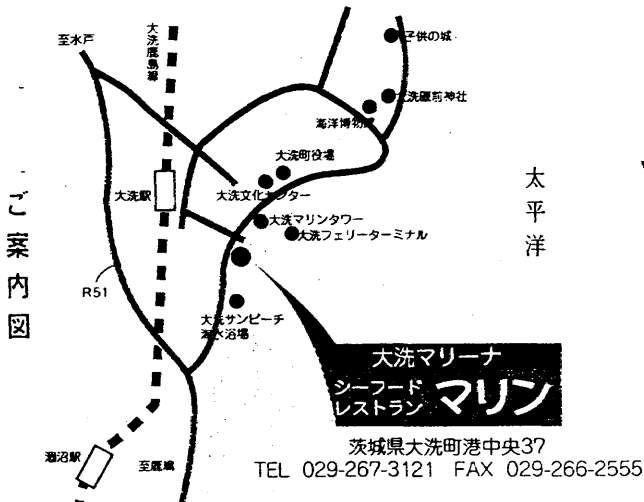 ご案内図
至水戸
大洗鹿島線
子供の城
大洗磯前神社
海洋博物館
大洗町役場
大洗駅
大洗文化センター
大洗マリンタワー
大洗フェリーターミナル
太平洋
R51
大洗サンビーチ
海水浴場
大洗マリーナ
シーフード
レストラン マリン
涸沼駅
至鹿嶋
茨城県大洗町港中央37
TEL 029-267-3121 FAX 029-266-2555